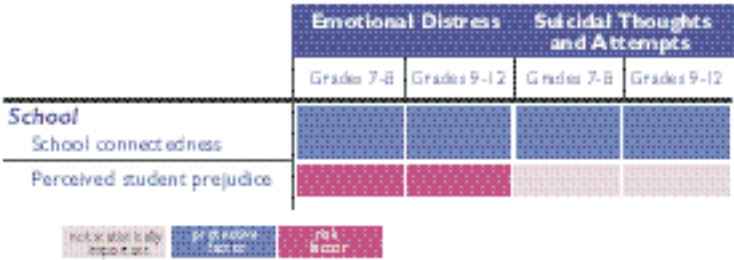 Emotional Distress Suicidal Thoughts
and Attempts
Grades 7-8 Grades 9-12 Grades 7-8 Grades 9-12
School
School connectedness
Perceived student prejudice
protective risk
factor factor